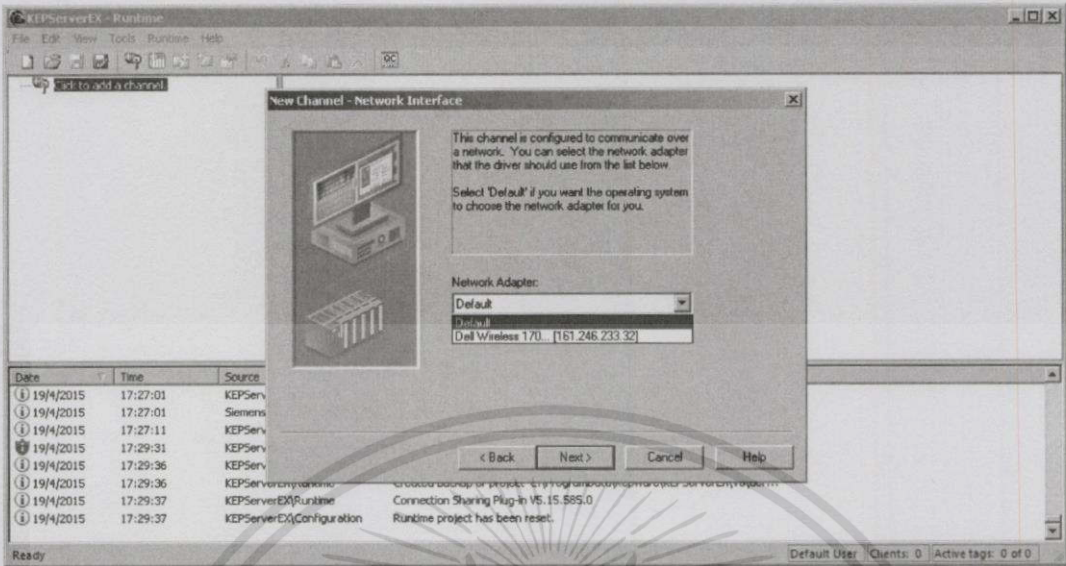 KEPServerEX - Runtime
File Edit View Tools Runtime Help
QC
Click to add a channel.
New Channel - Network Interface
This channel is configured to communicate over
a network. You can select the network adapter
that the driver should use from the list below.
Select 'Default' if you want the operating system
to choose the network adapter for you.
Network Adapter:
Default
Default
Dell Wireless 170... [161.246.233.32]
< Back Next > Cancel Help
Date Time Source
19/4/2015 17:27:01 KEPServ
19/4/2015 17:27:01 Siemens
19/4/2015 17:27:11 KEPServ
19/4/2015 17:29:31 KEPServ
19/4/2015 17:29:36 KEPServ
19/4/2015 17:29:36
19/4/2015 17:29:37 KEPServerEX\Runtime Connection Sharing Plug-in V5.15.585.0
19/4/2015 17:29:37 KEPServerEX\Configuration Runtime project has been reset.
Ready Default User Clients: 0 Active tags: 0 of 0